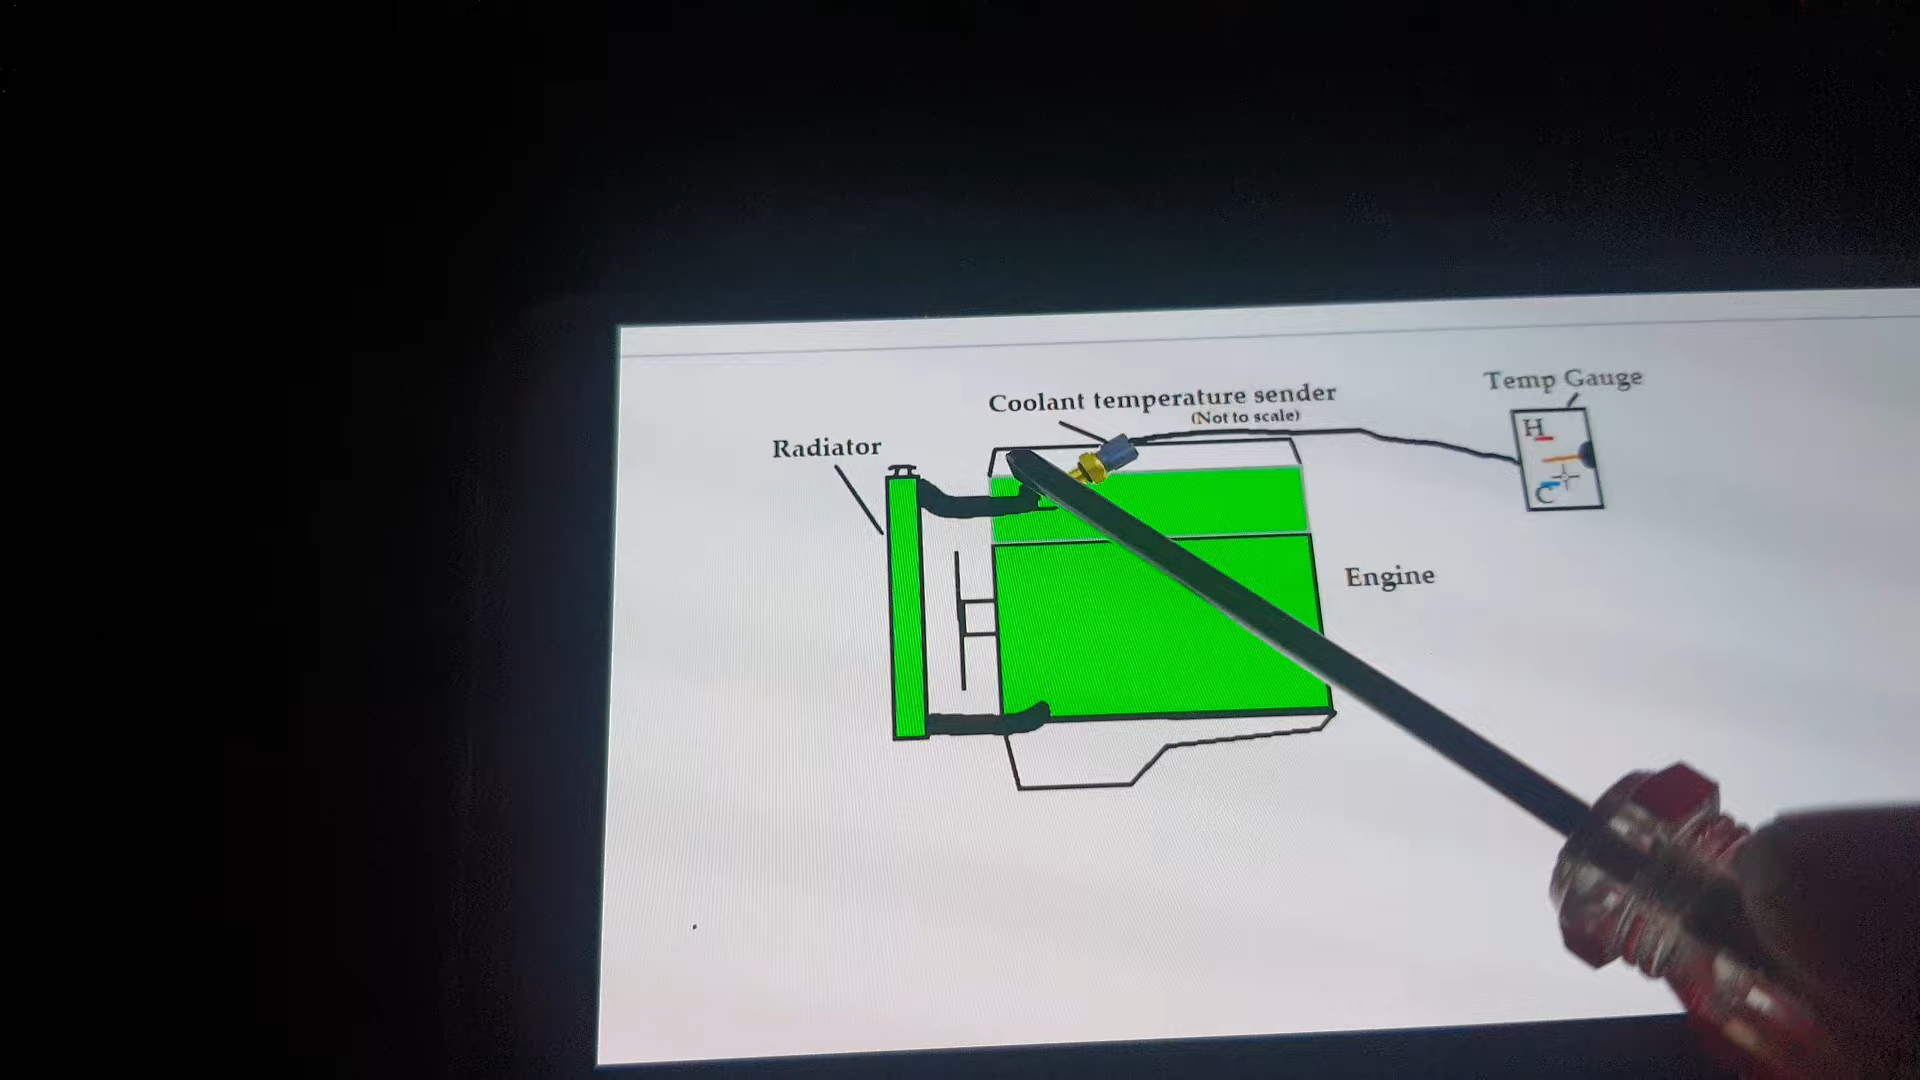 Coolant temperature sender
(Not to scale)
Temp Gauge
Radiator
H
C
Engine